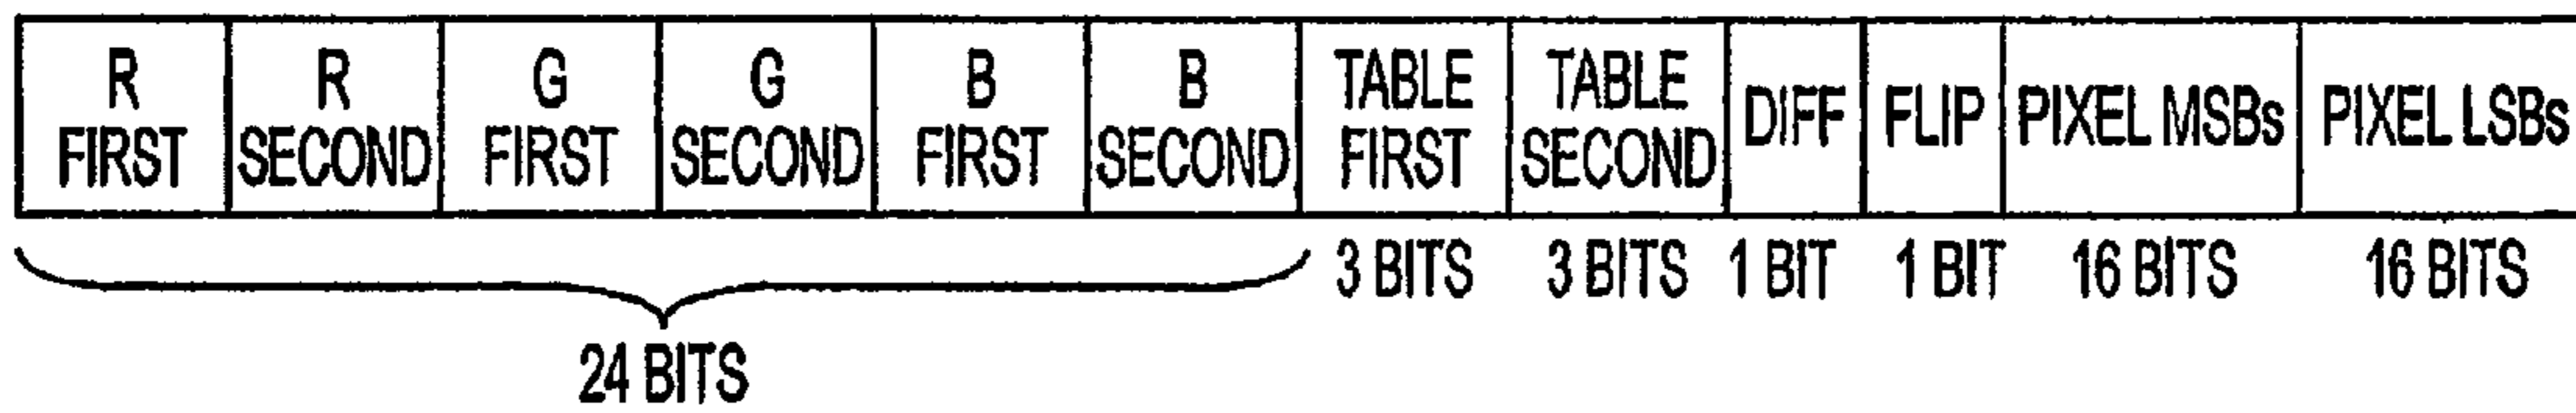 R FIRST
R SECOND
G FIRST
G SECOND
B FIRST
B SECOND
TABLE FIRST
TABLE SECOND
DIFF
FLIP
PIXEL MSBs
PIXEL LSBs
24 BITS
3 BITS
3 BITS
1 BIT
1 BIT
16 BITS
16 BITS